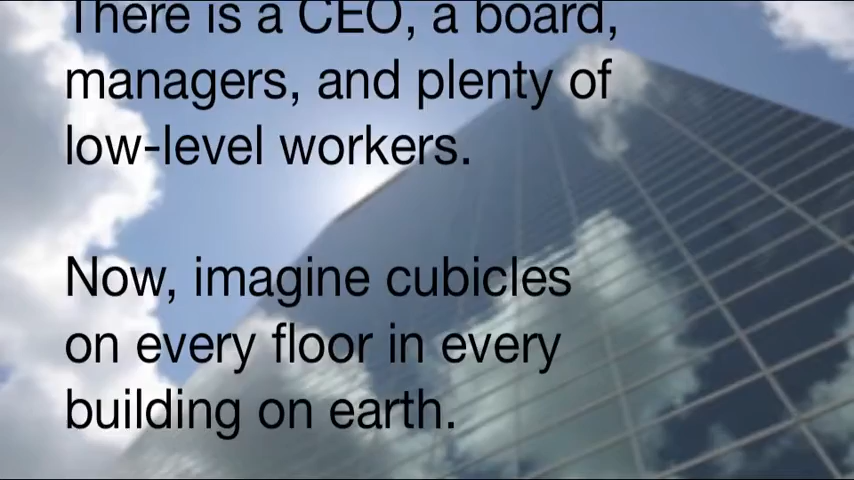 There is a CEO, a board,
managers, and plenty of
low-level workers.
Now, imagine cubicles
on every floor in every
building on earth.